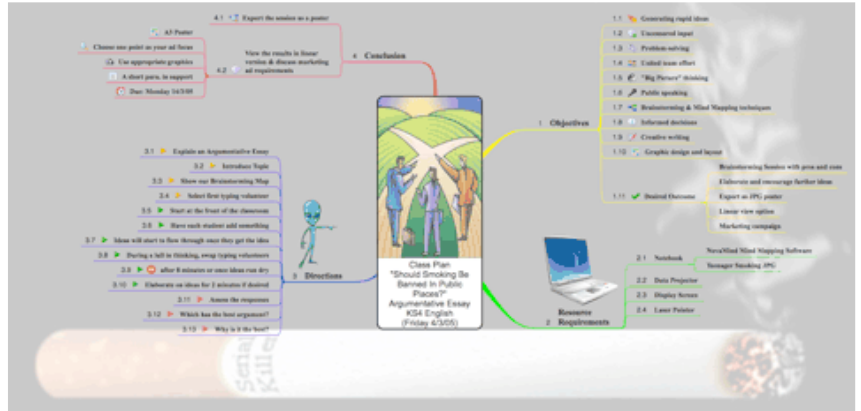 4.1 Export the session as a poster
A3 Poster
Choose one point as your ad focus
Use appropriate graphics
A short para. in support
Due: Monday 14/3/05
View the results in linear
version & discuss marketing
4.2 ad requirements
4 Conclusion
1.1 Generating rapid ideas
1.2 Uncensored input
1.3 Problem-solving
1.4 United team effort
1.5 "Big Picture" thinking
1.6 Public speaking
1.7 Brainstorming & Mind Mapping techniques
1.8 Informed decisions
1.9 Creative writing
1.10 Graphic design and layout
1.11 Desired Outcome
Brainstorming Session with pros and cons
Elaborate and encourage further ideas
Export as JPG poster
Linear view option
Marketing campaign
1 Objectives
3.1 Explain an Argumentative Essay
3.2 Introduce Topic
3.3 Show our Brainstorming Map
3.4 Select first typing volunteer
3.5 Start at the front of the classroom
3.6 Have each student add something
3.7 Ideas will start to flow through once they get the idea
3.8 During a lull in thinking, swap typing volunteers
3.9 after 8 minutes or once ideas run dry
3.10 Elaborate on ideas for 2 minutes if desired
3.11 Assess the responses
3.12 Which has the best argument?
3.13 Why is it the best?
3 Directions
Class Plan
"Should Smoking Be
Banned In Public
Places?"
Argumentative Essay
KS4 English
(Friday 4/3/05)
Resource
2 Requirements
2.1 Notebook
NovaMind Mind Mapping Software
Teenager Smoking JPG
2.2 Data Projector
2.3 Display Screen
2.4 Laser Pointer
Serial
Killer